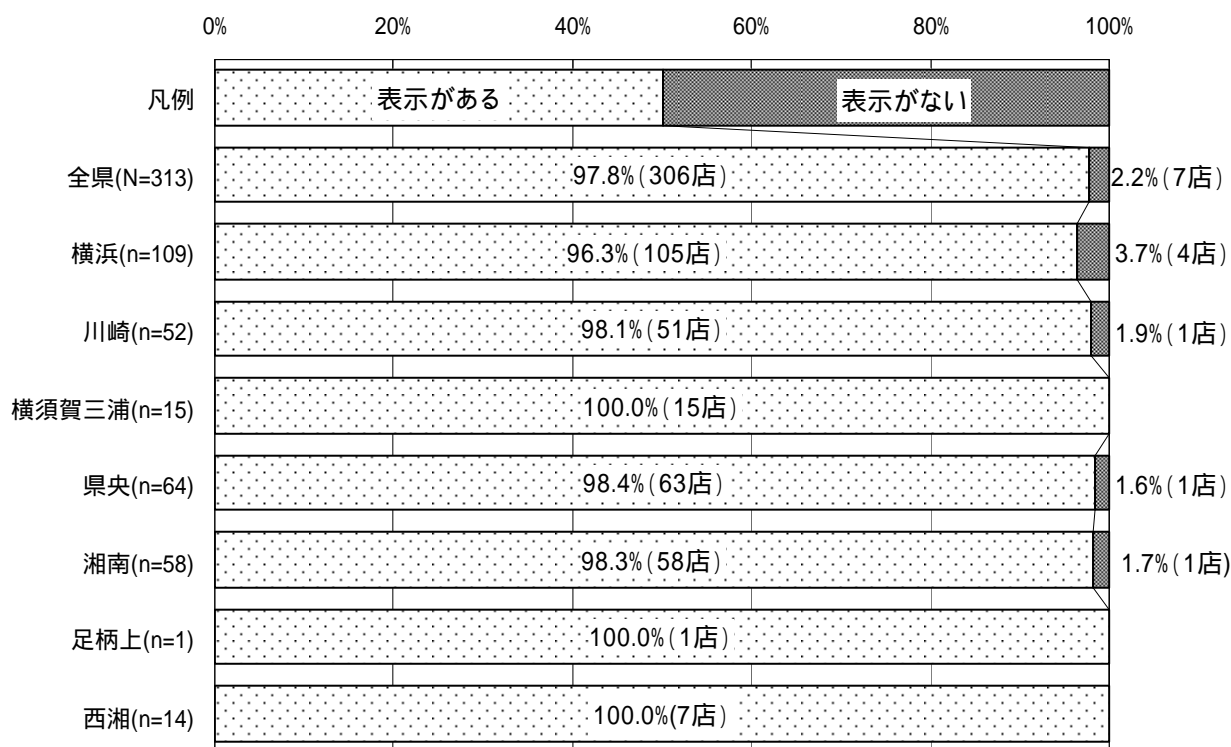 0% 20% 40% 60% 80% 100%
凡例 表示がある 表示がない
全県(N=313) 97.8%(306店) 2.2%(7店)
横浜(n=109) 96.3%(105店) 3.7%(4店)
川崎(n=52) 98.1%(51店) 1.9%(1店)
横須賀三浦(n=15) 100.0%(15店)
県央(n=64) 98.4%(63店) 1.6%(1店)
湘南(n=58) 98.3%(58店) 1.7%(1店)
足柄上(n=1) 100.0%(1店)
西湘(n=14) 100.0%(7店)